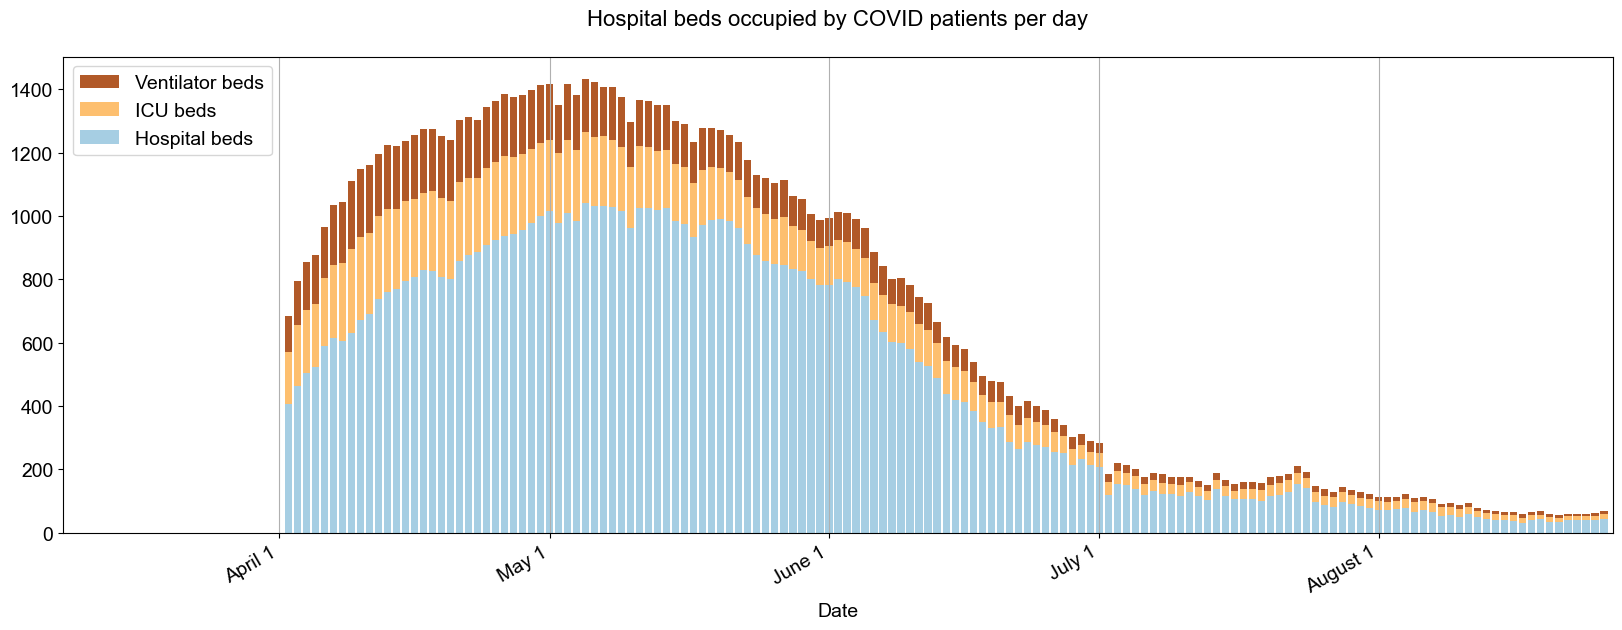 Hospital beds occupied by COVID patients per day
Ventilator beds
ICU beds
Hospital beds
1400
1200
1000
800
600
400
200
0
April 1
May 1
June 1
July 1
August 1
Date